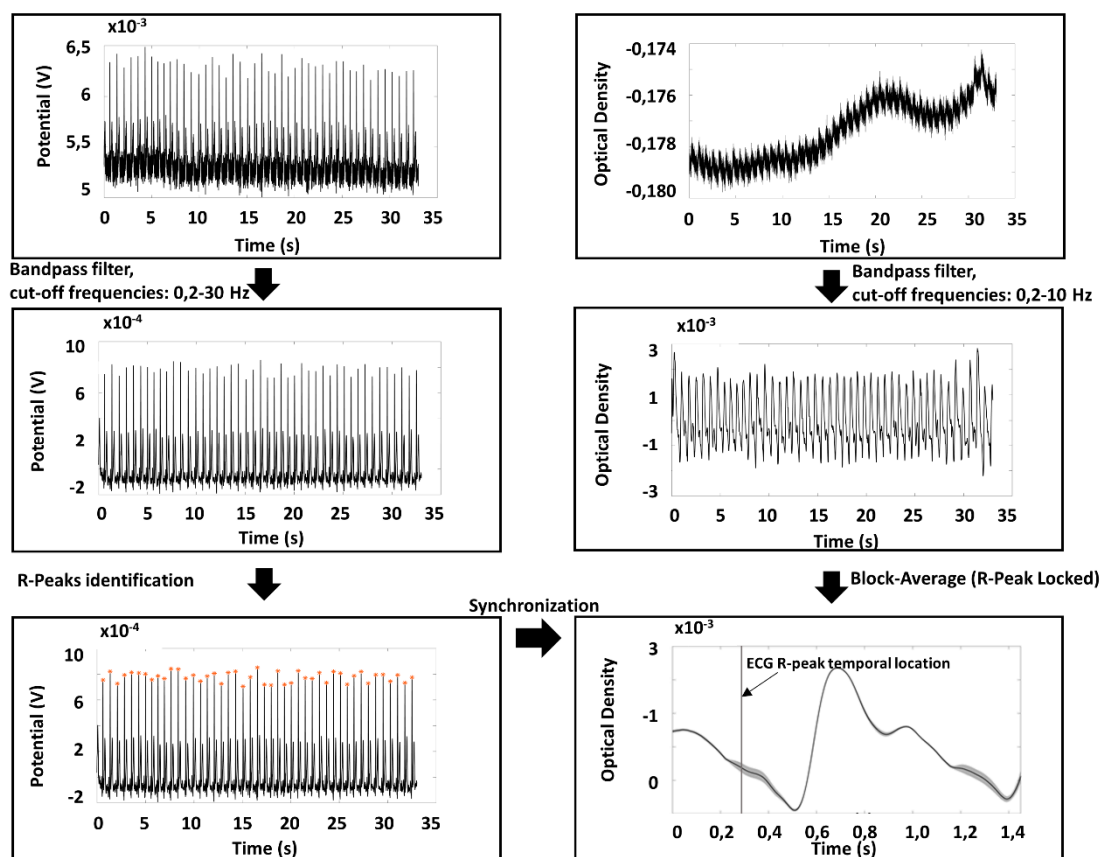 x10-3
6,5
6
5,5
5
Potential (V)
0 5 10 15 20 25 30 35
Time (s)
-0,174
-0,176
-0,178
-0,180
Optical Density
0 5 10 15 20 25 30 35
Time (s)
Bandpass filter,
cut-off frequencies: 0,2-30 Hz
Bandpass filter,
cut-off frequencies: 0,2-10 Hz
x10-4
10
6
2
-2
Potential (V)
0 5 10 15 20 25 30 35
Time (s)
x10-3
3
1
-1
-3
Optical Density
0 5 10 15 20 25 30 35
Time (s)
R-Peaks identification
Block-Average (R-Peak Locked)
Synchronization
x10-4
10
6
2
-2
Potential (V)
0 5 10 15 20 25 30 35
Time (s)
x10-3
3
-1
0
Optical Density
ECG R-peak temporal location
0 0,2 0,4 0,6 0,8 1,0 1,2 1,4
Time (s)